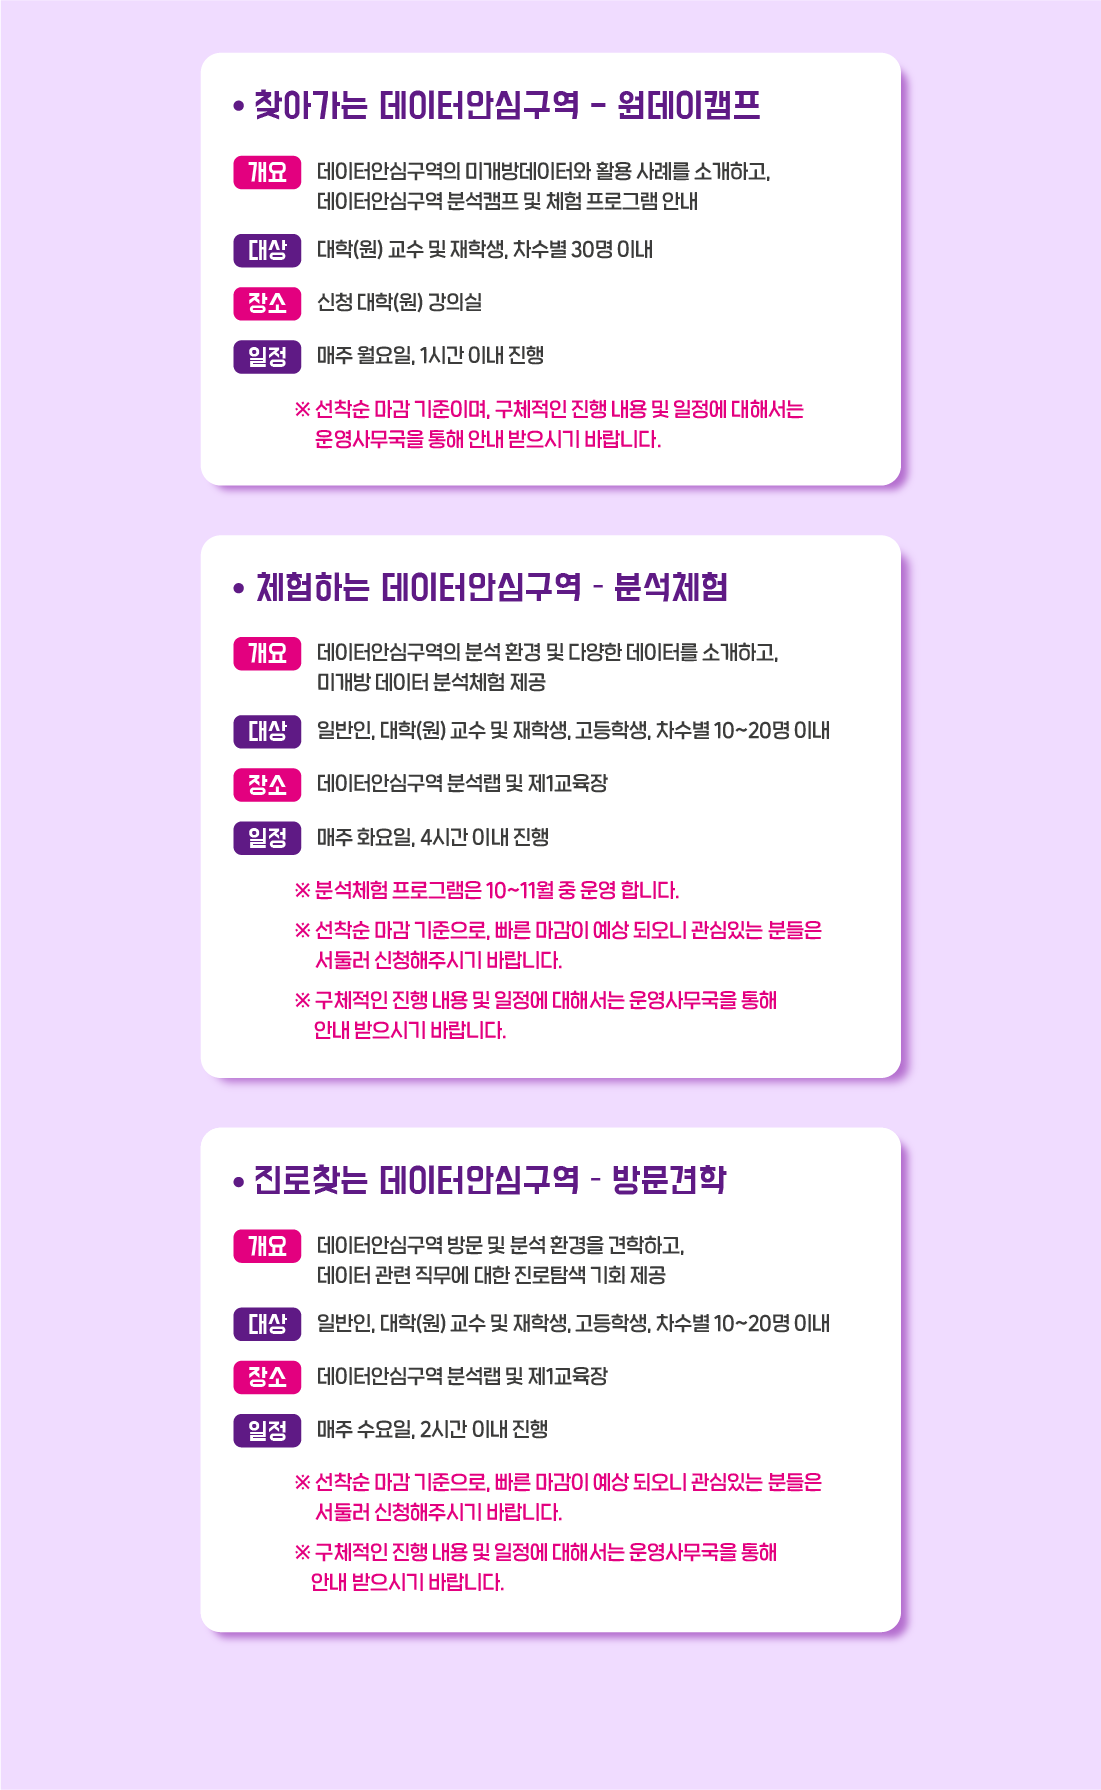 • 찾아가는 데이터안심구역 - 원데이캠프
개요 데이터안심구역의 미개방데이터와 활용 사례를 소개하고,
데이터안심구역 분석캠프 및 체험 프로그램 안내
대상 대학(원) 교수 및 재학생, 차수별 30명 이내
장소 신청 대학(원) 강의실
일정 매주 월요일, 1시간 이내 진행
※ 선착순 마감 기준이며, 구체적인 진행 내용 및 일정에 대해서는
운영사무국을 통해 안내 받으시기 바랍니다.
• 체험하는 데이터안심구역 - 분석체험
개요 데이터안심구역의 분석 환경 및 다양한 데이터를 소개하고,
미개방 데이터 분석체험 제공
대상 일반인, 대학(원) 교수 및 재학생, 고등학생, 차수별 10~20명 이내
장소 데이터안심구역 분석랩 및 제1교육장
일정 매주 화요일, 4시간 이내 진행
※ 분석체험 프로그램은 10~11월 중 운영 합니다.
※ 선착순 마감 기준으로, 빠른 마감이 예상 되오니 관심있는 분들은
서둘러 신청해주시기 바랍니다.
※ 구체적인 진행 내용 및 일정에 대해서는 운영사무국을 통해
안내 받으시기 바랍니다.
• 진로찾는 데이터안심구역 - 방문견학
개요 데이터안심구역 방문 및 분석 환경을 견학하고,
데이터 관련 직무에 대한 진로탐색 기회 제공
대상 일반인, 대학(원) 교수 및 재학생, 고등학생, 차수별 10~20명 이내
장소 데이터안심구역 분석랩 및 제1교육장
일정 매주 수요일, 2시간 이내 진행
※ 선착순 마감 기준으로, 빠른 마감이 예상 되오니 관심있는 분들은
서둘러 신청해주시기 바랍니다.
※ 구체적인 진행 내용 및 일정에 대해서는 운영사무국을 통해
안내 받으시기 바랍니다.